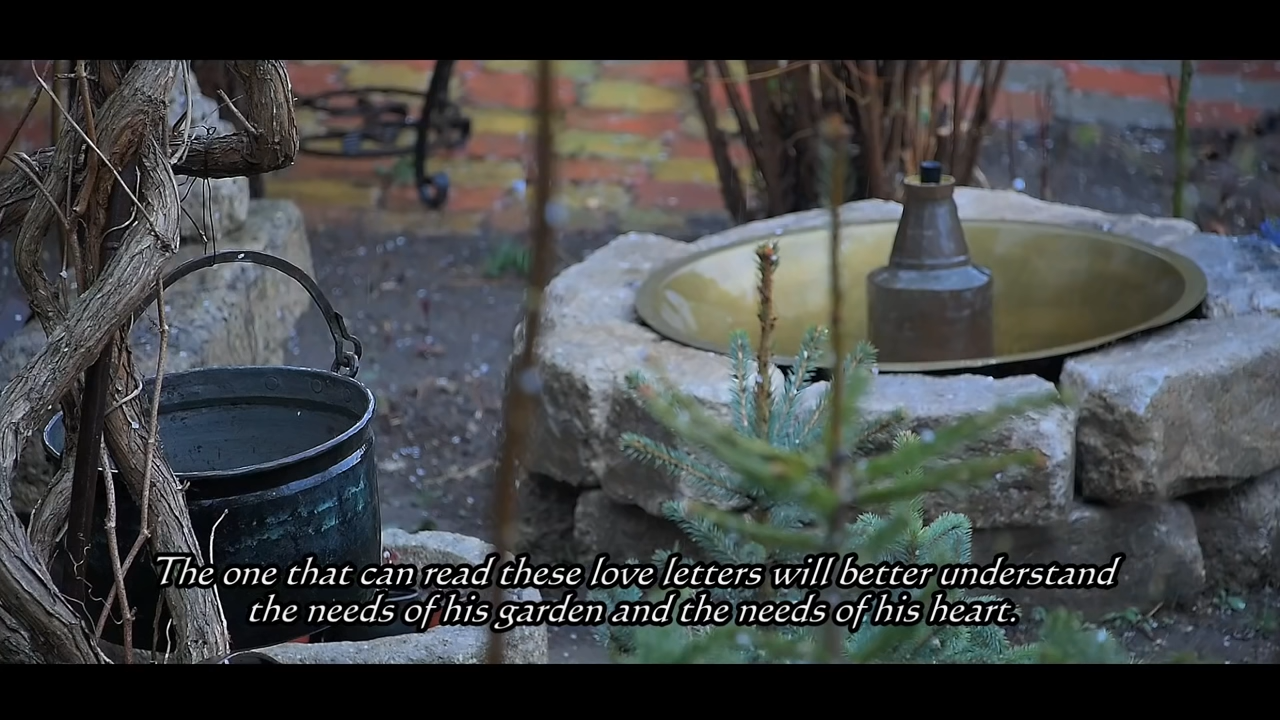 The one that can read these love letters will better understand
the needs of his garden and the needs of his heart.